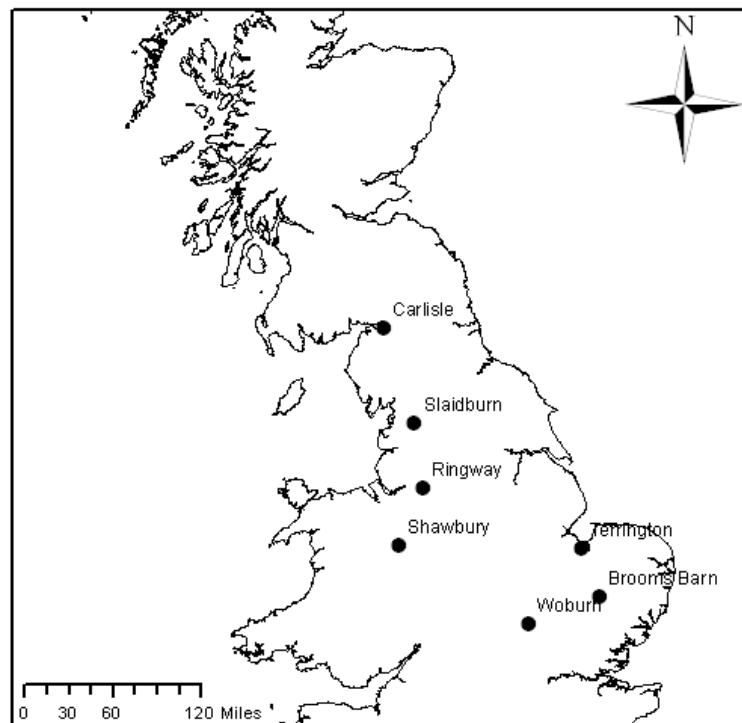 N
Carlisle
Slaidburn
Ringway
Shawbury
Terrington
Brooms Barn
Woburn
0 30 60 120 Miles